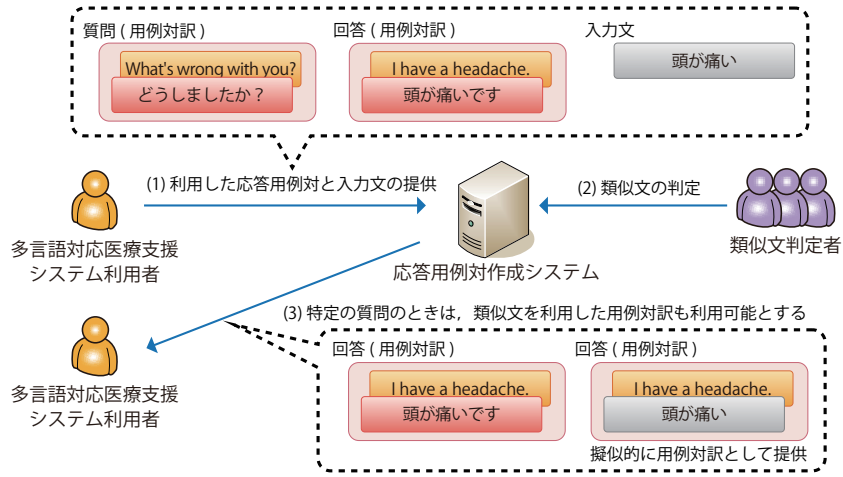 質問 ( 用例対訳 )
回答 ( 用例対訳 )
入力文
What's wrong with you?
どうしましたか？
I have a headache.
頭が痛いです
頭が痛い
(1) 利用した応答用例対と入力文の提供
(2) 類似文の判定
多言語対応医療支援
システム利用者
応答用例対作成システム
類似文判定者
(3) 特定の質問のときは，類似文を利用した用例対訳も利用可能とする
多言語対応医療支援
システム利用者
回答 ( 用例対訳 )
回答 ( 用例対訳 )
I have a headache.
頭が痛いです
I have a headache.
頭が痛い
擬似的に用例対訳として提供